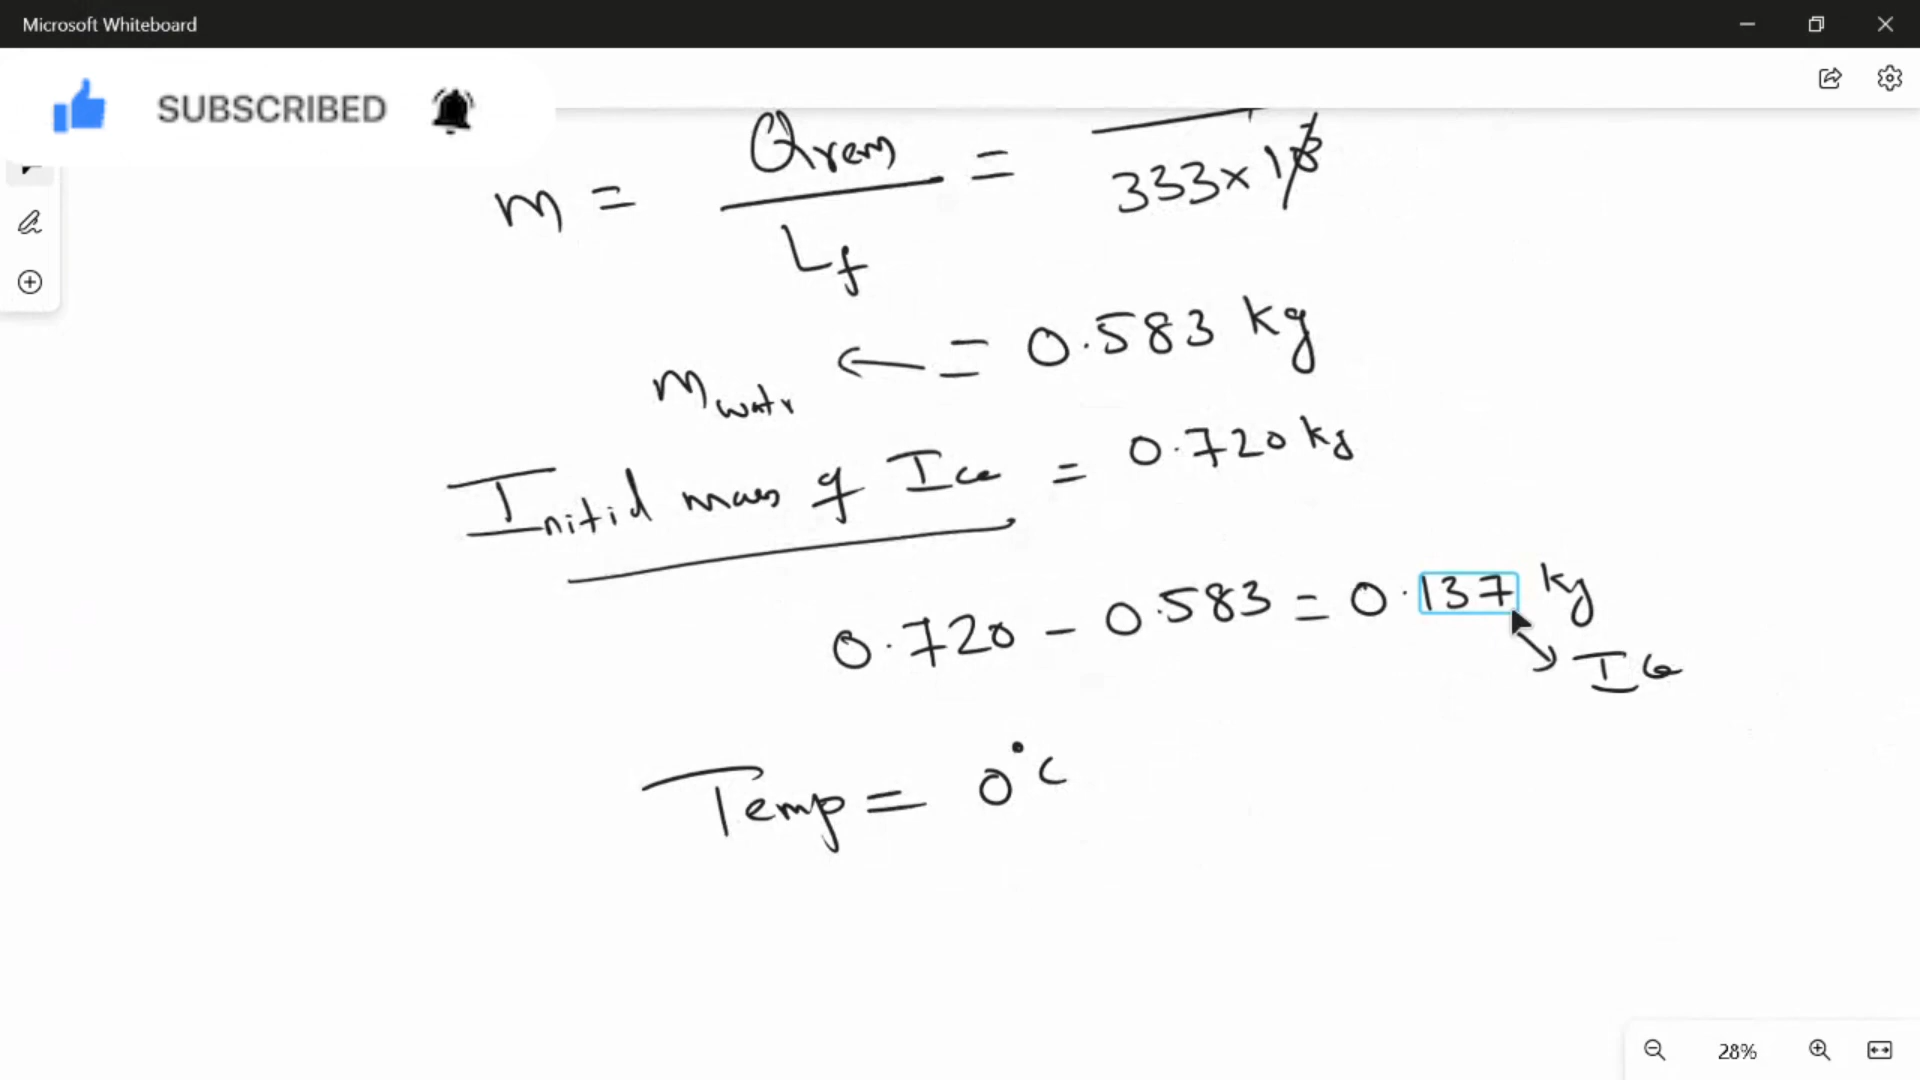 Microsoft Whiteboard
SUBSCRIBED
m = Qrem / Lf = / 333 x 10
mwatr ← = 0.583 kg
Initial mass of Ice = 0.720 kg
0.720 - 0.583 = 0.137 kg
→ Ice
Temp = 0°C
28%